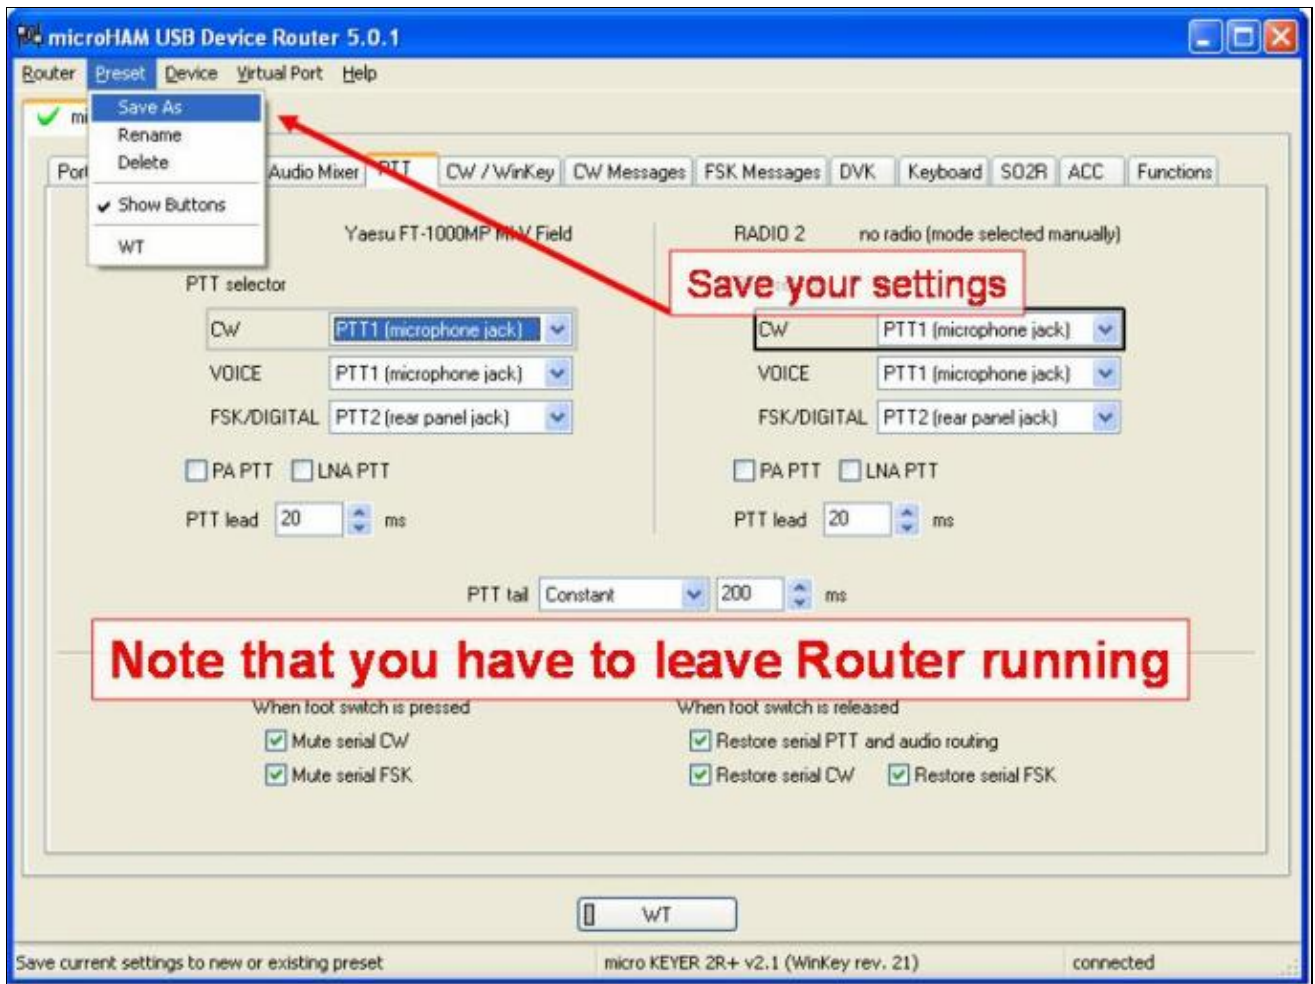 microHAM USB Device Router 5.0.1
Router Preset Device Virtual Port Help
Save As
Rename
Delete
Show Buttons
WT
Audio Mixer PTT CW / WinKey CW Messages FSK Messages DVK Keyboard SO2R ACC Functions
Yaesu FT-1000MP MkV Field RADIO 2 no radio (mode selected manually)
Save your settings
PTT selector
CW PTT1 (microphone jack) CW PTT1 (microphone jack)
VOICE PTT1 (microphone jack) VOICE PTT1 (microphone jack)
FSK/DIGITAL PTT2 (rear panel jack) FSK/DIGITAL PTT2 (rear panel jack)
PA PTT LNA PTT PA PTT LNA PTT
PTT lead 20 ms PTT lead 20 ms
PTT tail Constant 200 ms
Note that you have to leave Router running
When foot switch is pressed When foot switch is released
Mute serial CW Restore serial PTT and audio routing
Mute serial FSK Restore serial CW Restore serial FSK
WT
Save current settings to new or existing preset micro KEYER 2R+ v2.1 (WinKey rev. 21) connected